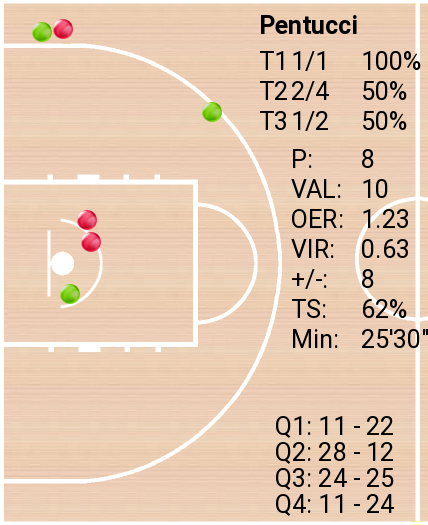 Pentucci
T1 1/1 100%
T2 2/4 50%
T3 1/2 50%
P: 8
VAL: 10
OER: 1.23
VIR: 0.63
+/-: 8
TS: 62%
Min: 25'30"
Q1: 11 - 22
Q2: 28 - 12
Q3: 24 - 25
Q4: 11 - 24